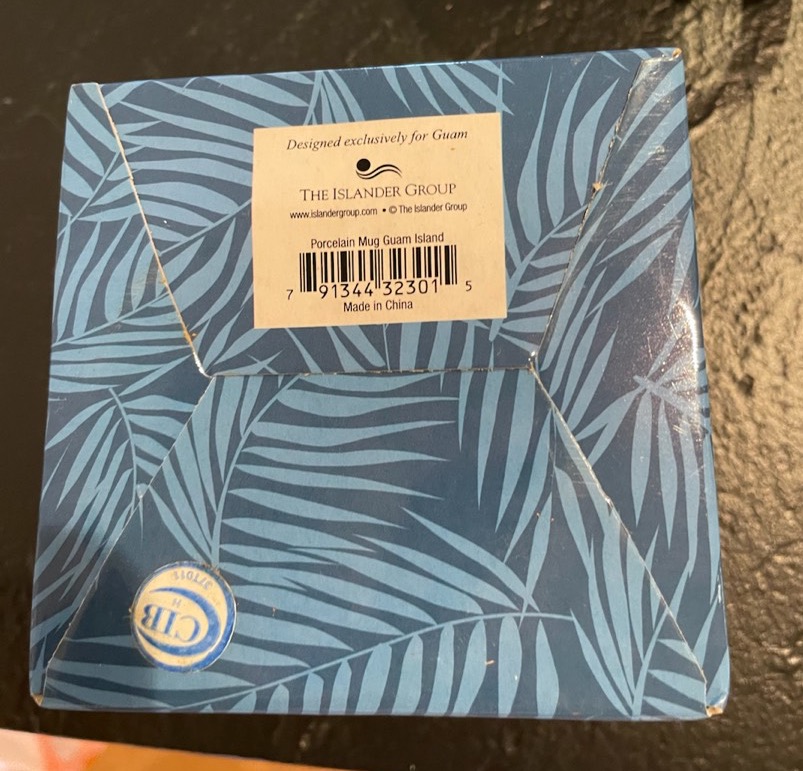 Designed exclusively for Guam
THE ISLANDER GROUP
www.islandergroup.com • © The Islander Group
Porcelain Mug Guam Island
7 91344 32301 5
Made in China
CIB
H